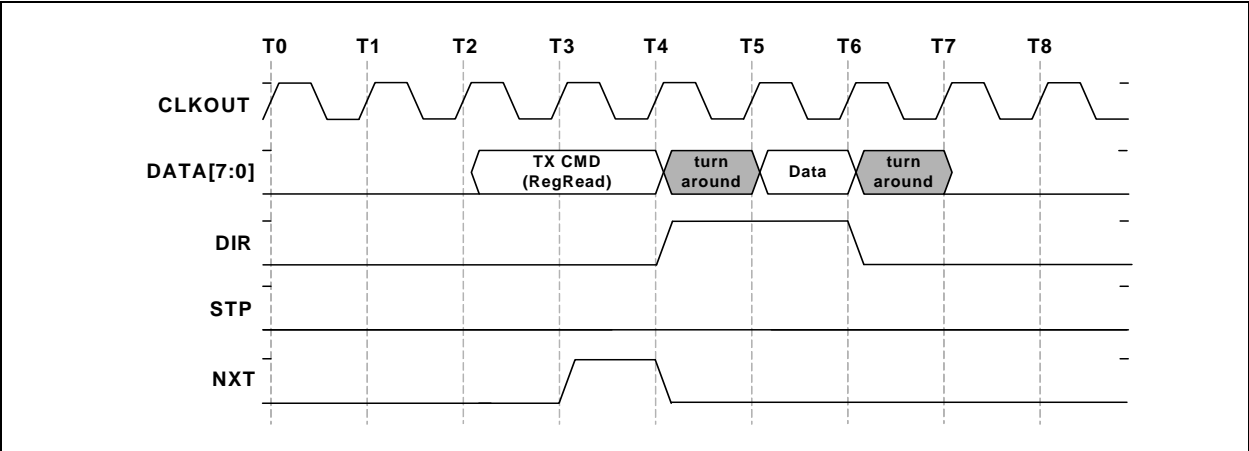 T0 T1 T2 T3 T4 T5 T6 T7 T8
CLKOUT
DATA[7:0]
TX CMD
(RegRead)
turn
around
Data
turn
around
DIR
STP
NXT